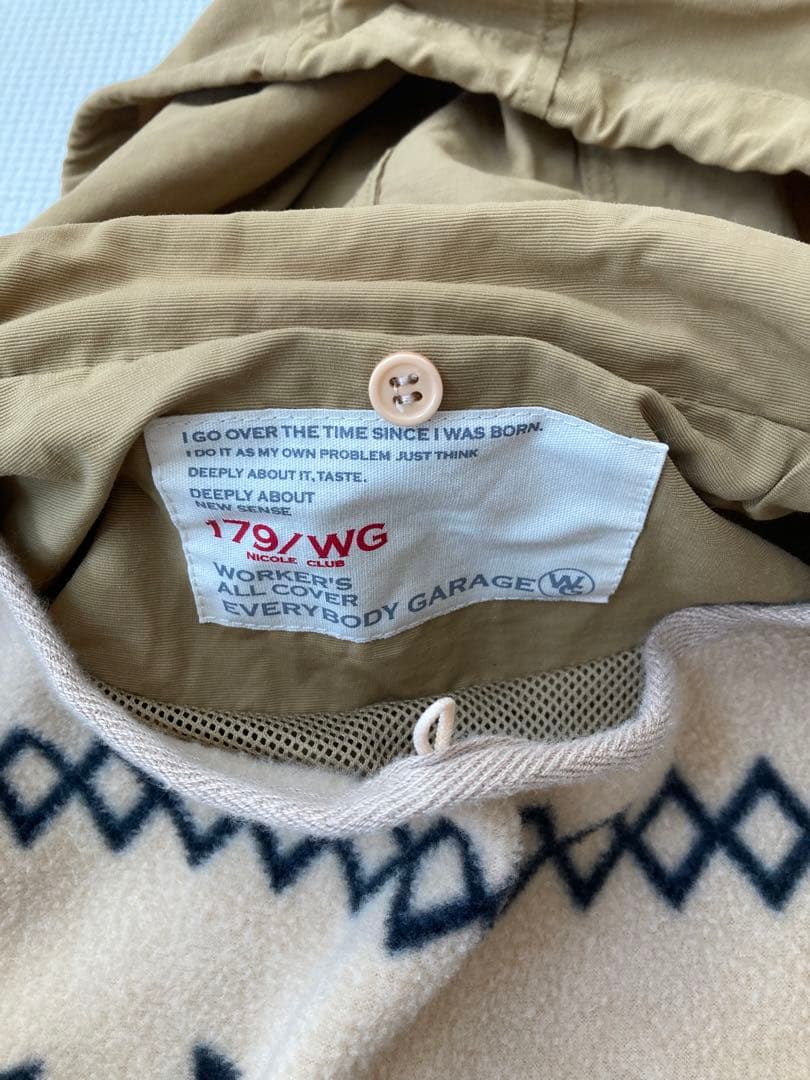 I GO OVER THE TIME SINCE I WAS BORN.
I DO IT AS MY OWN PROBLEM JUST THINK
DEEPLY ABOUT IT, TASTE.
DEEPLY ABOUT
NEW SENSE
179/WG
NICOLE CLUB
WORKER'S
ALL COVER
EVERYBODY GARAGE WG